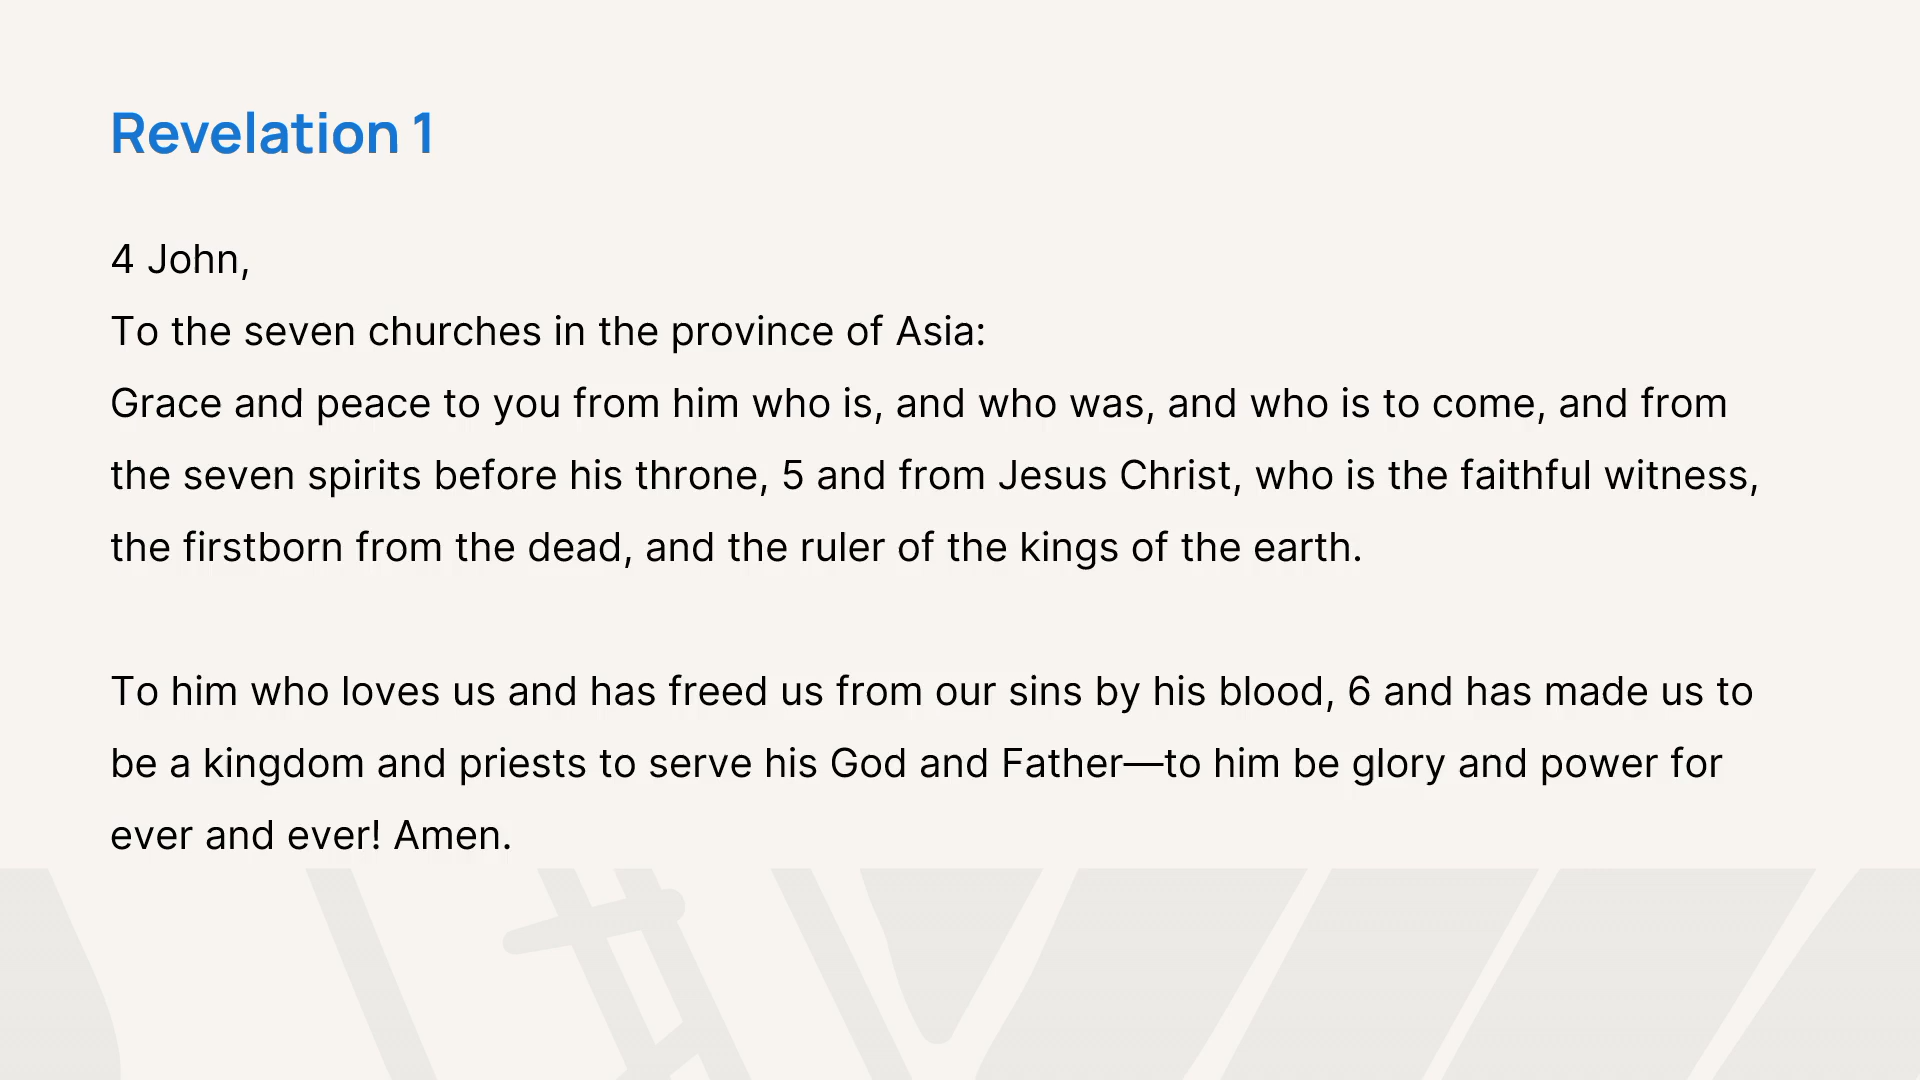 Revelation 1
4 John,
To the seven churches in the province of Asia:
Grace and peace to you from him who is, and who was, and who is to come, and from
the seven spirits before his throne, 5 and from Jesus Christ, who is the faithful witness,
the firstborn from the dead, and the ruler of the kings of the earth.
To him who loves us and has freed us from our sins by his blood, 6 and has made us to
be a kingdom and priests to serve his God and Father—to him be glory and power for
ever and ever! Amen.